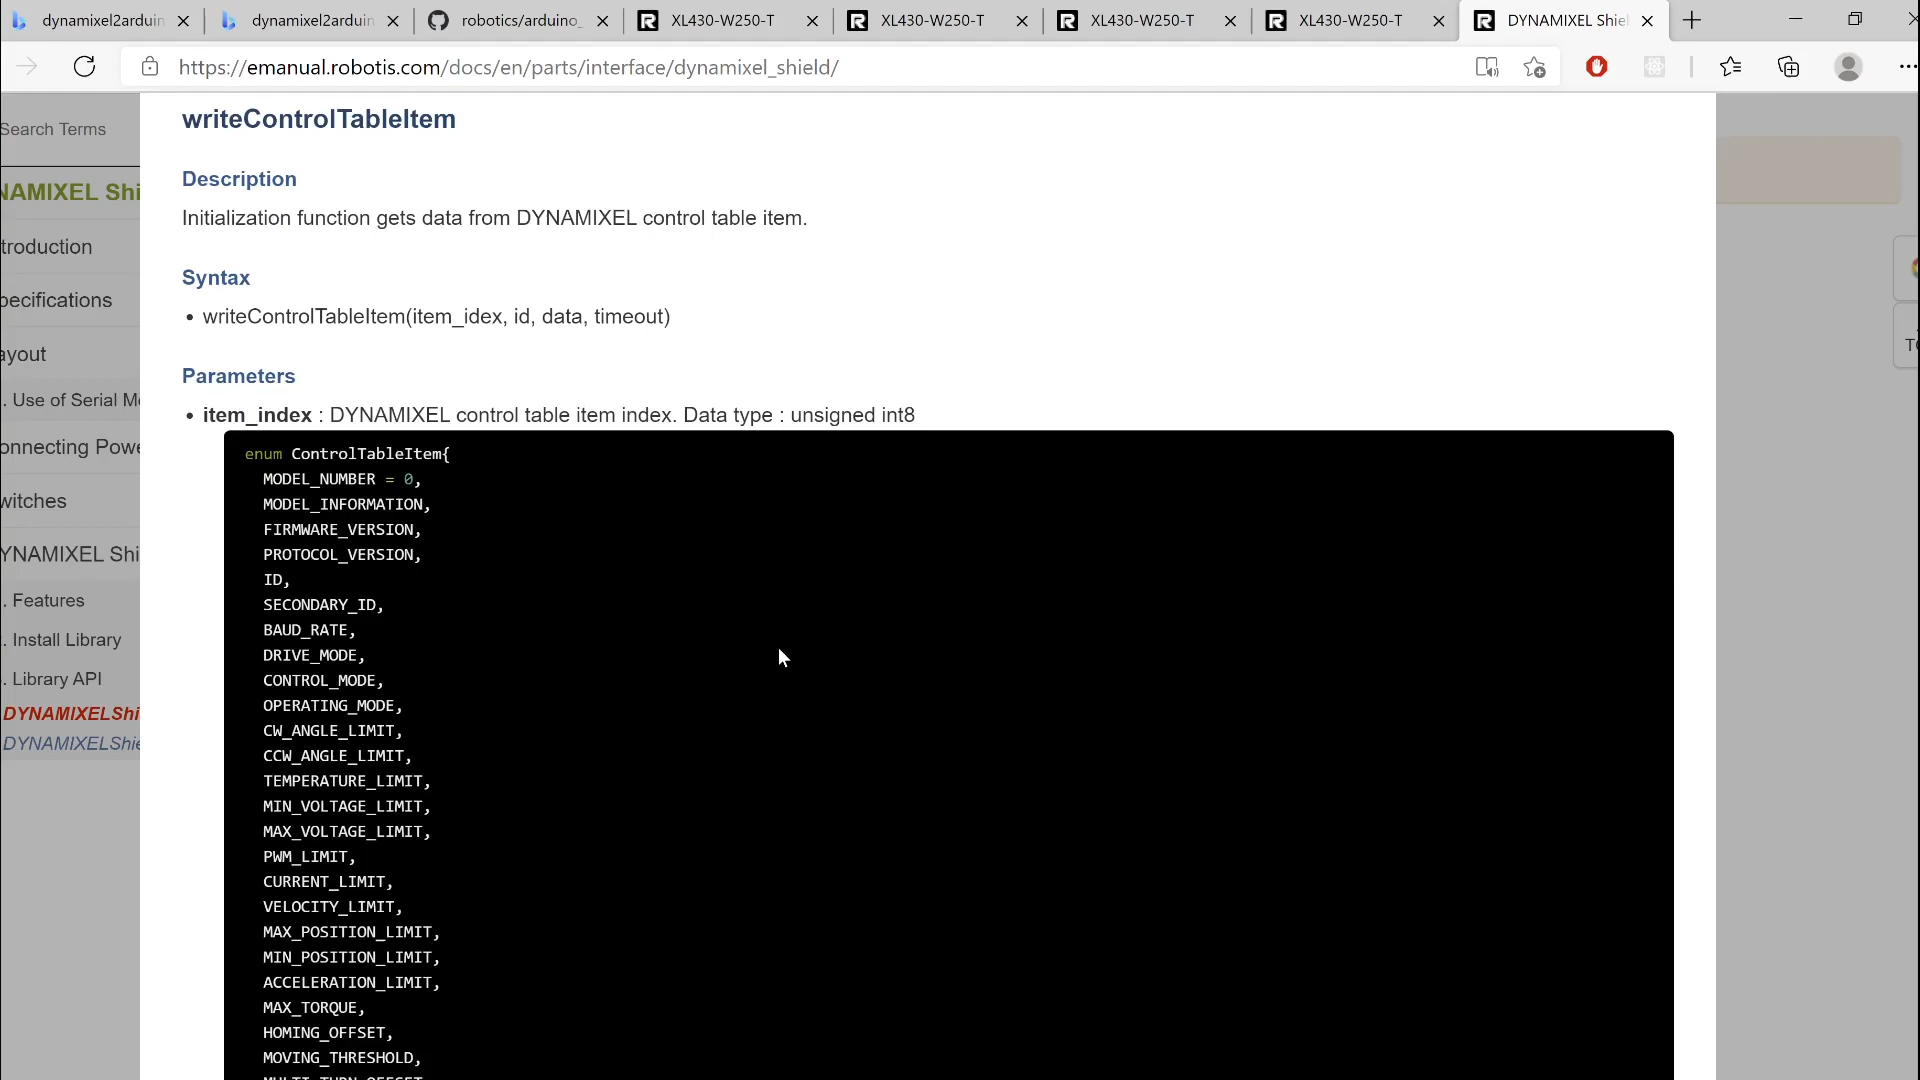 dynamixel2arduin
dynamixel2arduin
robotics/arduino_
XL430-W250-T
XL430-W250-T
XL430-W250-T
XL430-W250-T
DYNAMIXEL Shie
https://emanual.robotis.com/docs/en/parts/interface/dynamixel_shield/
Search Terms
NAMIXEL Shi
troduction
pecifications
ayout
. Use of Serial Mo
onnecting Powe
witches
YNAMIXEL Shi
. Features
. Install Library
. Library API
DYNAMIXELShi
DYNAMIXELShie
writeControlTableItem
Description
Initialization function gets data from DYNAMIXEL control table item.
Syntax
• writeControlTableItem(item_idex, id, data, timeout)
Parameters
• item_index : DYNAMIXEL control table item index. Data type : unsigned int8
enum ControlTableItem{
MODEL_NUMBER = 0,
MODEL_INFORMATION,
FIRMWARE_VERSION,
PROTOCOL_VERSION,
ID,
SECONDARY_ID,
BAUD_RATE,
DRIVE_MODE,
CONTROL_MODE,
OPERATING_MODE,
CW_ANGLE_LIMIT,
CCW_ANGLE_LIMIT,
TEMPERATURE_LIMIT,
MIN_VOLTAGE_LIMIT,
MAX_VOLTAGE_LIMIT,
PWM_LIMIT,
CURRENT_LIMIT,
VELOCITY_LIMIT,
MAX_POSITION_LIMIT,
MIN_POSITION_LIMIT,
ACCELERATION_LIMIT,
MAX_TORQUE,
HOMING_OFFSET,
MOVING_THRESHOLD,